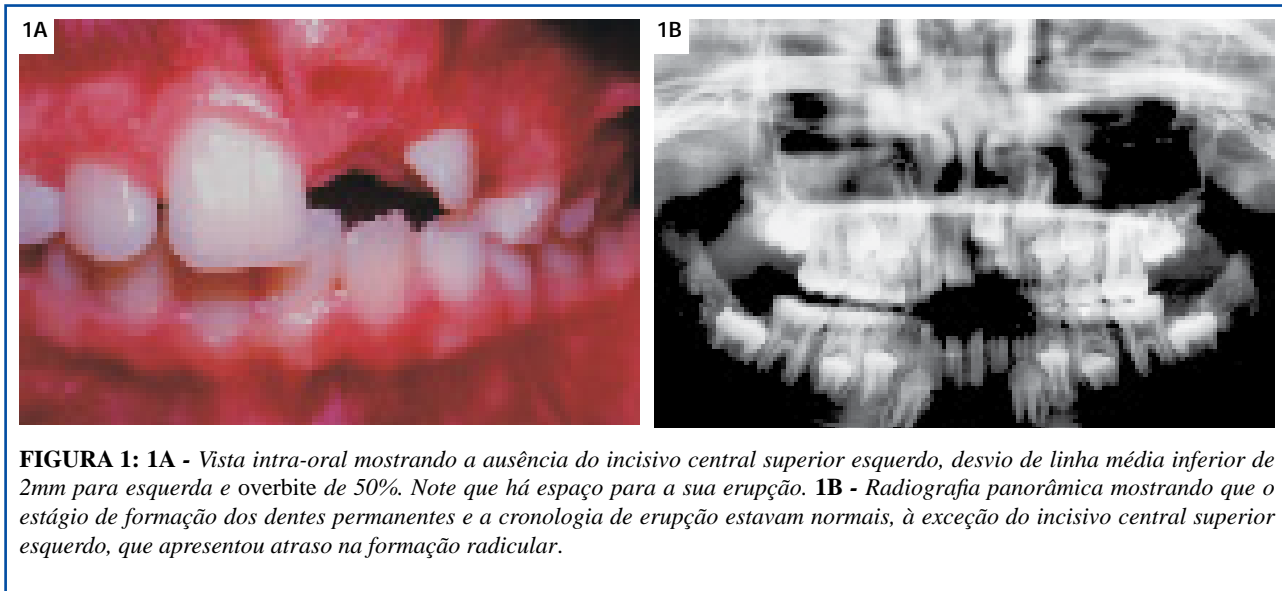 1A
1B
FIGURA 1: 1A - Vista intra-oral mostrando a ausência do incisivo central superior esquerdo, desvio de linha média inferior de
2mm para esquerda e overbite de 50%. Note que há espaço para a sua erupção. 1B - Radiografia panorâmica mostrando que o
estágio de formação dos dentes permanentes e a cronologia de erupção estavam normais, à exceção do incisivo central superior
esquerdo, que apresentou atraso na formação radicular.